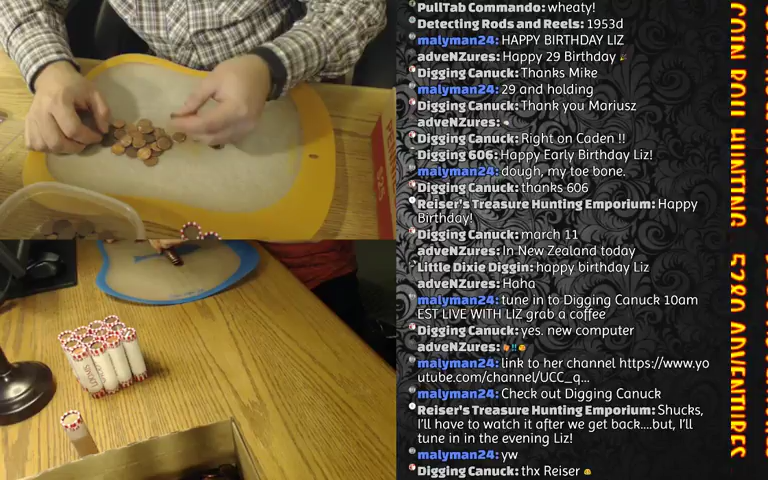 PullTab Commando: wheaty!
Detecting Rods and Reels: 1953d
malyman24: HAPPY BIRTHDAY LIZ
adveNZures: Happy 29 Birthday 🎉
Digging Canuck: Thanks Mike
malyman24: 29 and holding
Digging Canuck: Thank you Mariusz
adveNZures:
Digging Canuck: Right on Caden !!
Digging 606: Happy Early Birthday Liz!
malyman24: dough, my toe bone.
Digging Canuck: thanks 606
Reiser's Treasure Hunting Emporium: Happy
Birthday!
Digging Canuck: march 11
adveNZures: In New Zealand today
Little Dixie Diggin: happy birthday Liz
adveNZures: Haha
malyman24: tune in to Digging Canuck 10am
EST LIVE WITH LIZ grab a coffee
Digging Canuck: yes. new computer
adveNZures:
malyman24: link to her channel https://www.yo
utube.com/channel/UCC_q...
malyman24: Check out Digging Canuck
Reiser's Treasure Hunting Emporium: Shucks,
I'll have to watch it after we get back....but, I'll
tune in in the evening Liz!
malyman24: yw
Digging Canuck: thx Reiser
COIN ROLL HUNTING
5280 ADVENTURES